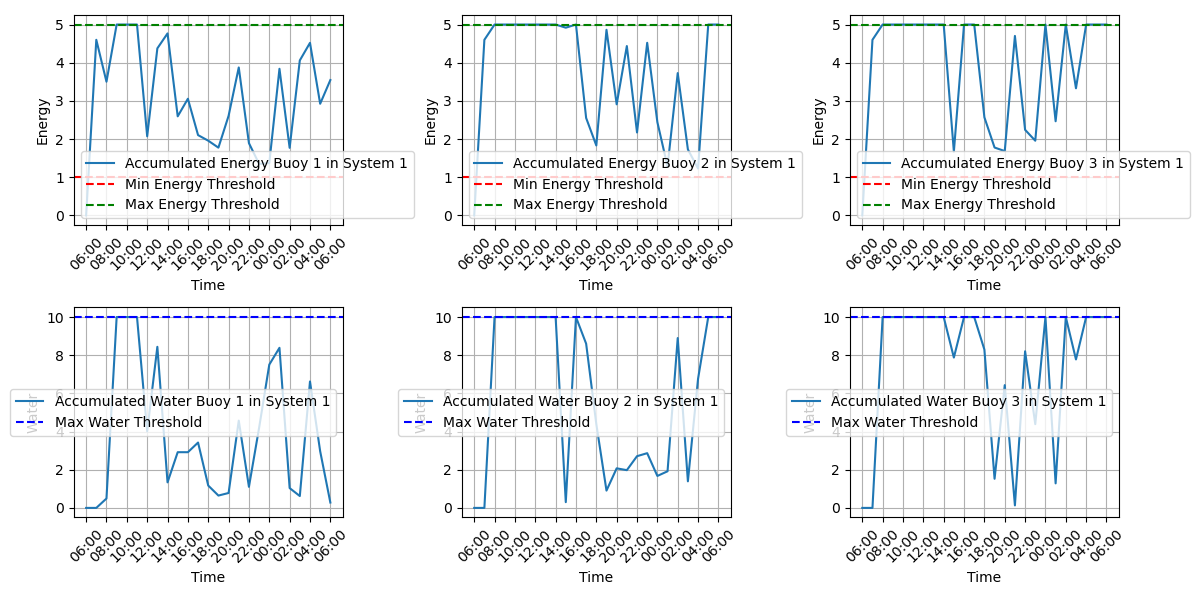 5
4
3
2
1
0
Energy
Accumulated Energy Buoy 1 in System 1
Min Energy Threshold
Max Energy Threshold
06:00 08:00 10:00 12:00 14:00 16:00 18:00 20:00 22:00 00:00 02:00 04:00 06:00
Time
5
4
3
2
1
0
Energy
Accumulated Energy Buoy 2 in System 1
Min Energy Threshold
Max Energy Threshold
06:00 08:00 10:00 12:00 14:00 16:00 18:00 20:00 22:00 00:00 02:00 04:00 06:00
Time
5
4
3
2
1
0
Energy
Accumulated Energy Buoy 3 in System 1
Min Energy Threshold
Max Energy Threshold
06:00 08:00 10:00 12:00 14:00 16:00 18:00 20:00 22:00 00:00 02:00 04:00 06:00
Time
10
8
6
4
2
0
Water
Accumulated Water Buoy 1 in System 1
Max Water Threshold
06:00 08:00 10:00 12:00 14:00 16:00 18:00 20:00 22:00 00:00 02:00 04:00 06:00
Time
10
8
6
4
2
0
Water
Accumulated Water Buoy 2 in System 1
Max Water Threshold
06:00 08:00 10:00 12:00 14:00 16:00 18:00 20:00 22:00 00:00 02:00 04:00 06:00
Time
10
8
6
4
2
0
Water
Accumulated Water Buoy 3 in System 1
Max Water Threshold
06:00 08:00 10:00 12:00 14:00 16:00 18:00 20:00 22:00 00:00 02:00 04:00 06:00
Time